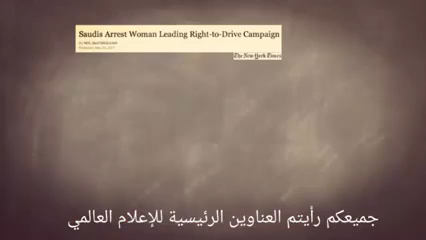 Saudis Arrest Woman Leading Right-to-Drive Campaign
The New York Times
جميعكم رأيتم العناوين الرئيسية للإعلام العالمي